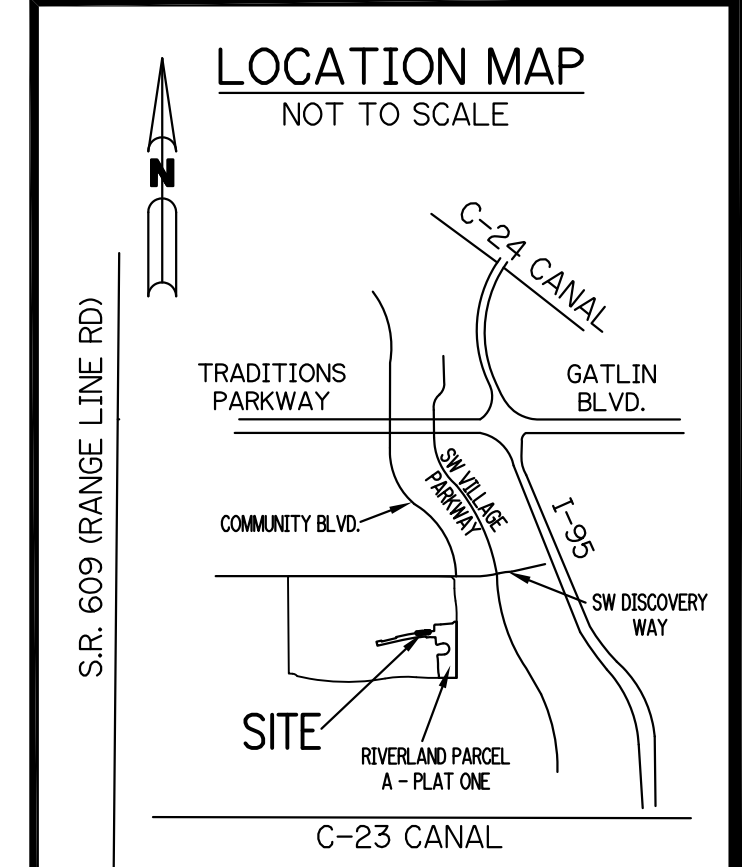 LOCATION MAP
NOT TO SCALE
N
C-24 CANAL
S.R. 609 (RANGE LINE RD)
TRADITIONS
PARKWAY
GATLIN
BLVD.
SW VILLAGE
PARKWAY
COMMUNITY BLVD.
I-95
SW DISCOVERY
WAY
SITE
RIVERLAND PARCEL
A - PLAT ONE
C-23 CANAL